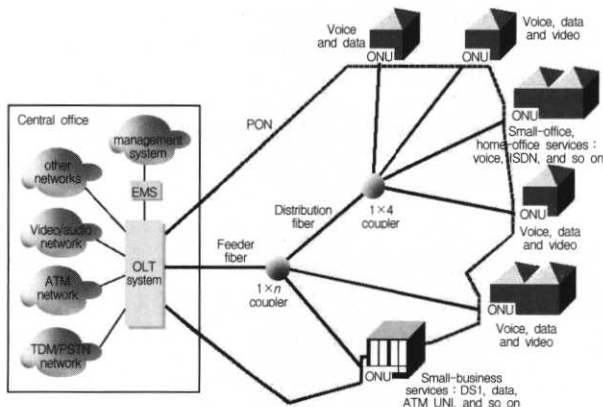 Voice
and data
ONU
ONU
Voice, data
and video
ONU
Small-office,
home-office services :
voice, ISDN, and so on
Central office
management
system
other
networks
EMS
PON
Video/audio
network
OLT
system
ATM
network
TDM/PSTN
network
Feeder
fiber
Distribution
fiber
1×4
coupler
1×n
coupler
ONU
Voice, data
and video
ONU
Voice, data
and video
ONU
Small-business
services : DS1, data,
ATM UNI, and so on